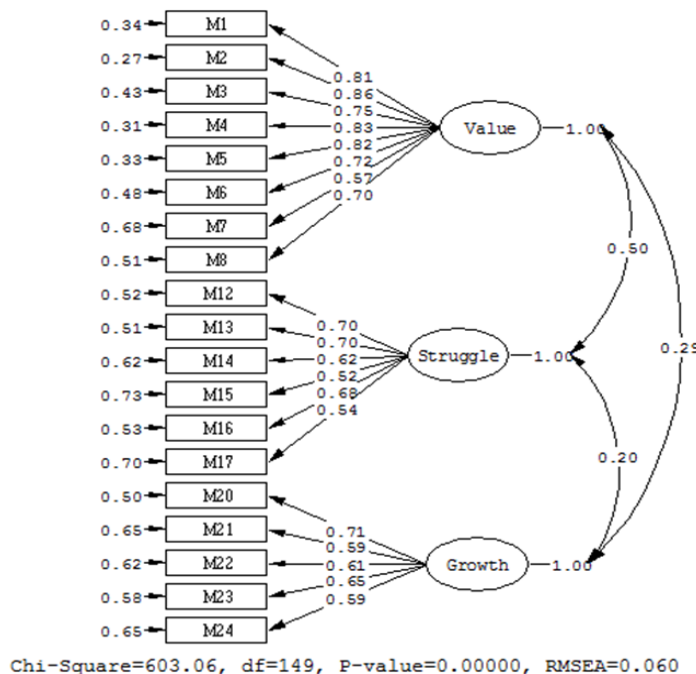 0.34 M1
0.27 M2
0.43 M3
0.31 M4
0.33 M5
0.48 M6
0.68 M7
0.51 M8
0.52 M12
0.51 M13
0.62 M14
0.73 M15
0.53 M16
0.70 M17
0.50 M20
0.65 M21
0.62 M22
0.58 M23
0.65 M24
0.81
0.86
0.75
0.83
0.82
0.72
0.57
0.70
Value 1.00
0.70
0.70
0.62
0.52
0.68
0.54
Struggle 1.00
0.71
0.59
0.61
0.65
0.59
Growth 1.00
0.50
0.29
0.20
Chi-Square=603.06, df=149, P-value=0.00000, RMSEA=0.060